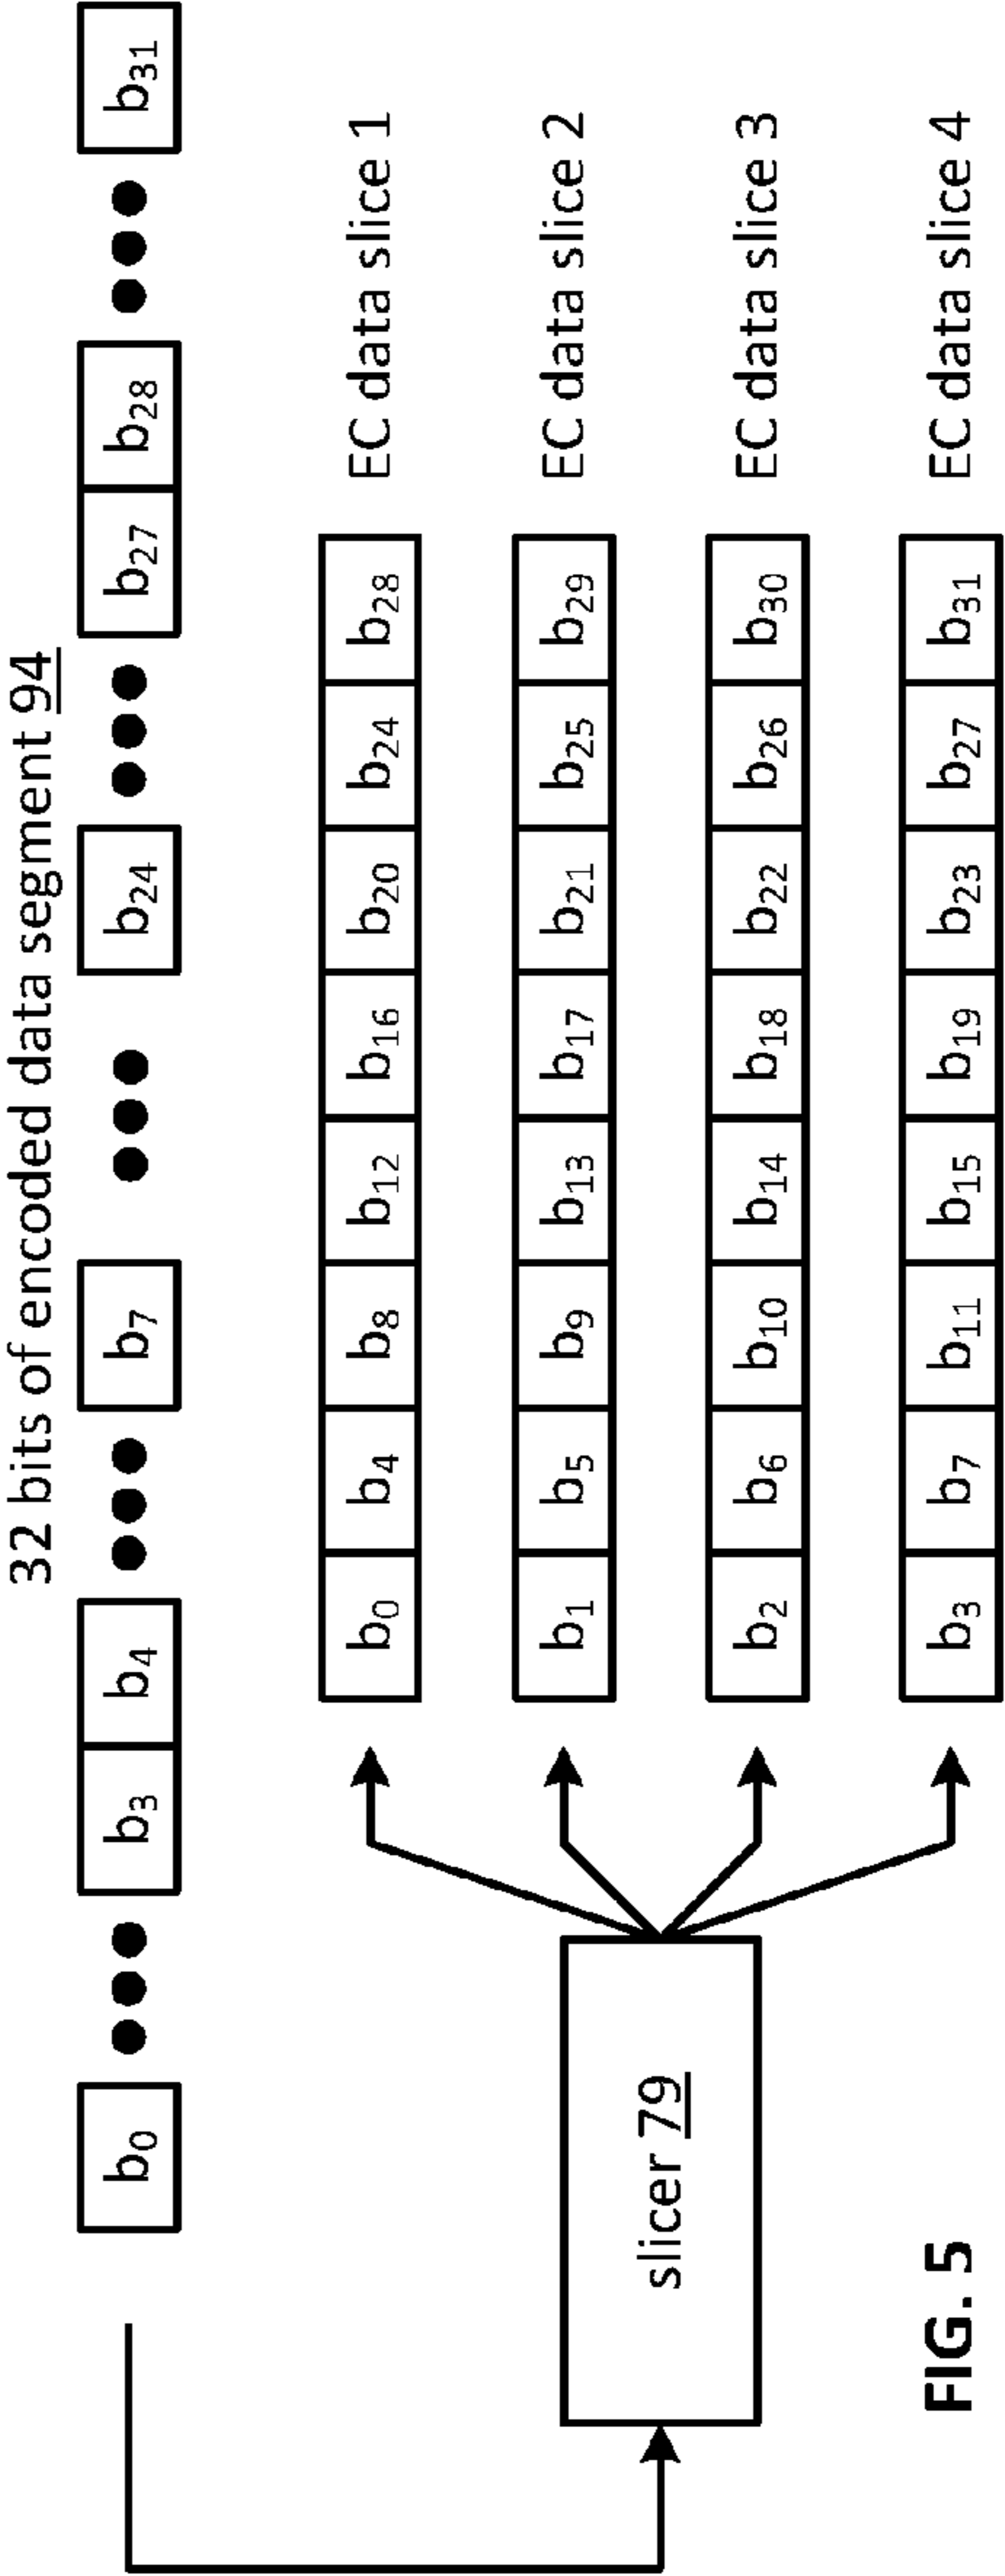 32 bits of encoded data segment 94
b0 ••• b3 b4 ••• b7 ••• b24 ••• b27 b28 ••• b31
b0 b4 b8 b12 b16 b20 b24 b28 EC data slice 1
b1 b5 b9 b13 b17 b21 b25 b29 EC data slice 2
slicer 79
b2 b6 b10 b14 b18 b22 b26 b30 EC data slice 3
b3 b7 b11 b15 b19 b23 b27 b31 EC data slice 4
FIG. 5